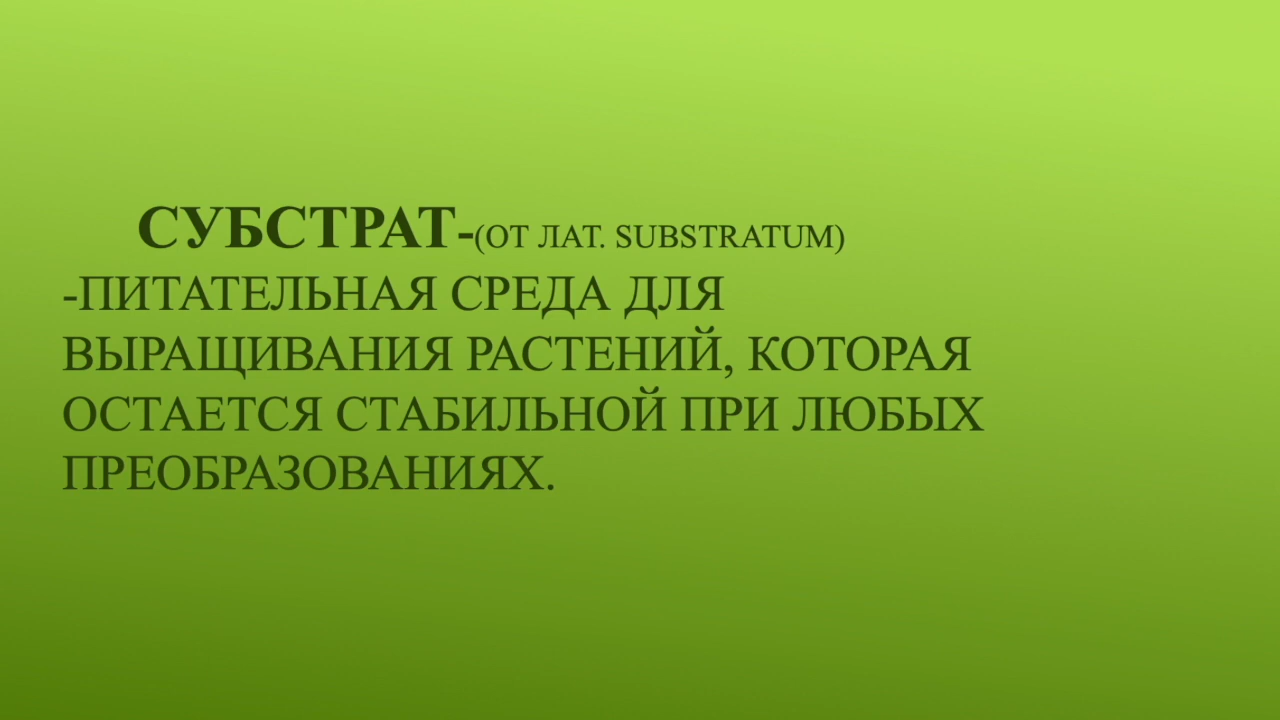 СУБСТРАТ-(ОТ ЛАТ. SUBSTRATUM)
-ПИТАТЕЛЬНАЯ СРЕДА ДЛЯ
ВЫРАЩИВАНИЯ РАСТЕНИЙ, КОТОРАЯ
ОСТАЕТСЯ СТАБИЛЬНОЙ ПРИ ЛЮБЫХ
ПРЕОБРАЗОВАНИЯХ.